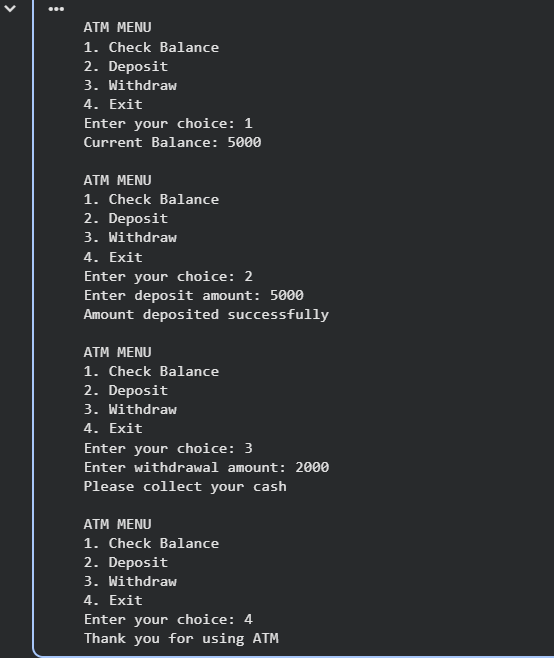 ATM MENU
1. Check Balance
2. Deposit
3. Withdraw
4. Exit
Enter your choice: 1
Current Balance: 5000
ATM MENU
1. Check Balance
2. Deposit
3. Withdraw
4. Exit
Enter your choice: 2
Enter deposit amount: 5000
Amount deposited successfully
ATM MENU
1. Check Balance
2. Deposit
3. Withdraw
4. Exit
Enter your choice: 3
Enter withdrawal amount: 2000
Please collect your cash
ATM MENU
1. Check Balance
2. Deposit
3. Withdraw
4. Exit
Enter your choice: 4
Thank you for using ATM